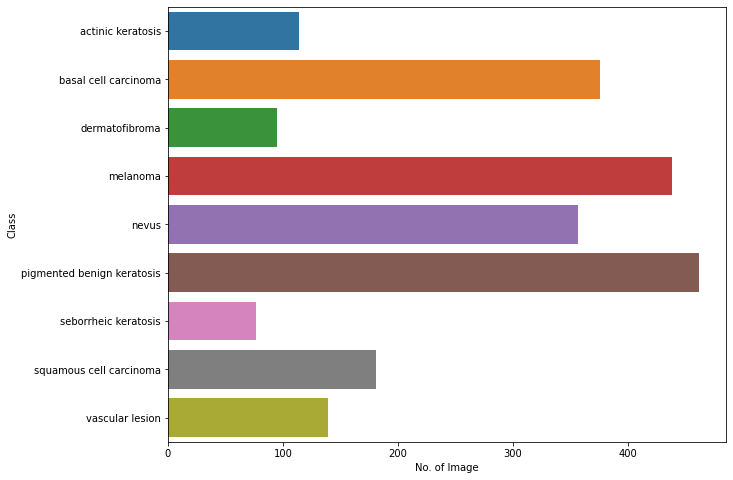 actinic keratosis
basal cell carcinoma
dermatofibroma
melanoma
nevus
pigmented benign keratosis
seborrheic keratosis
squamous cell carcinoma
vascular lesion
Class
0 100 200 300 400
No. of Image